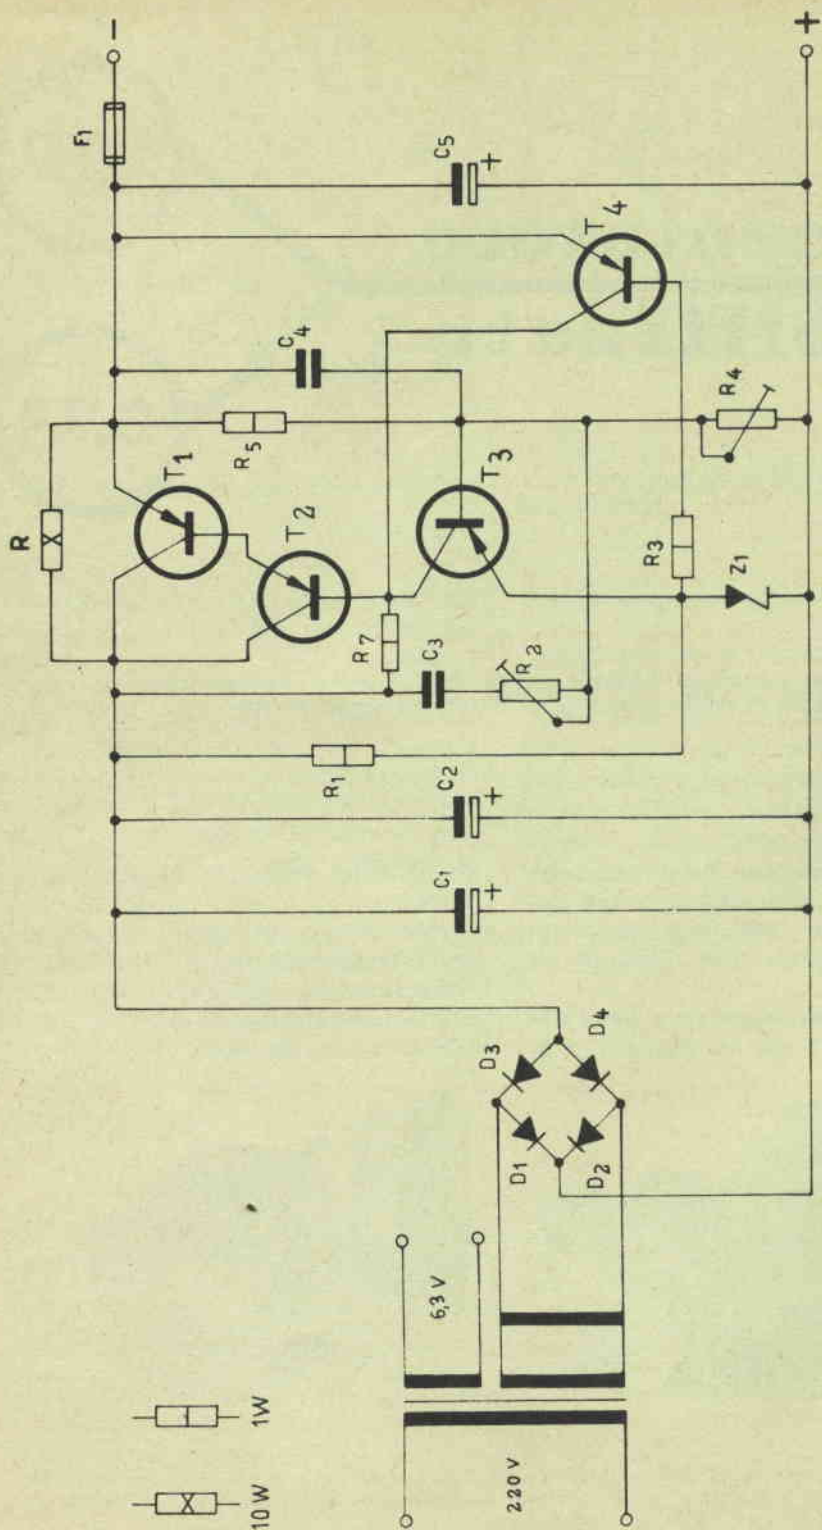 10 W
1W
220 V
6,3 V
D1
D2
D3
D4
C1
+
C2
+
R1
R7
C3
R2
R
T1
T2
R5
C4
T3
R3
Z1
R4
T4
C5
+
F1
-
+